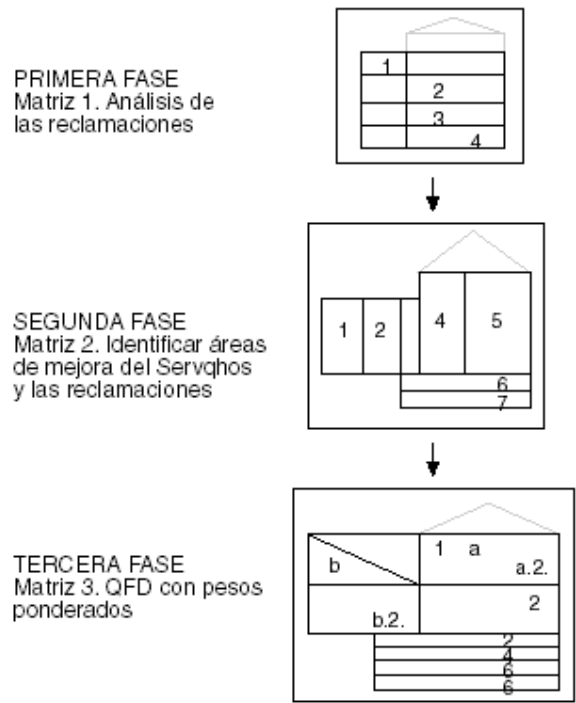 PRIMERA FASE
Matriz 1. Análisis de
las reclamaciones
1
2
3
4
SEGUNDA FASE
Matriz 2. Identificar áreas
de mejora del Servqhos
y las reclamaciones
1 2 4 5
6
7
TERCERA FASE
Matriz 3. QFD con pesos
ponderados
b 1 a
a.2.
2
b.2.
2
4
6
6